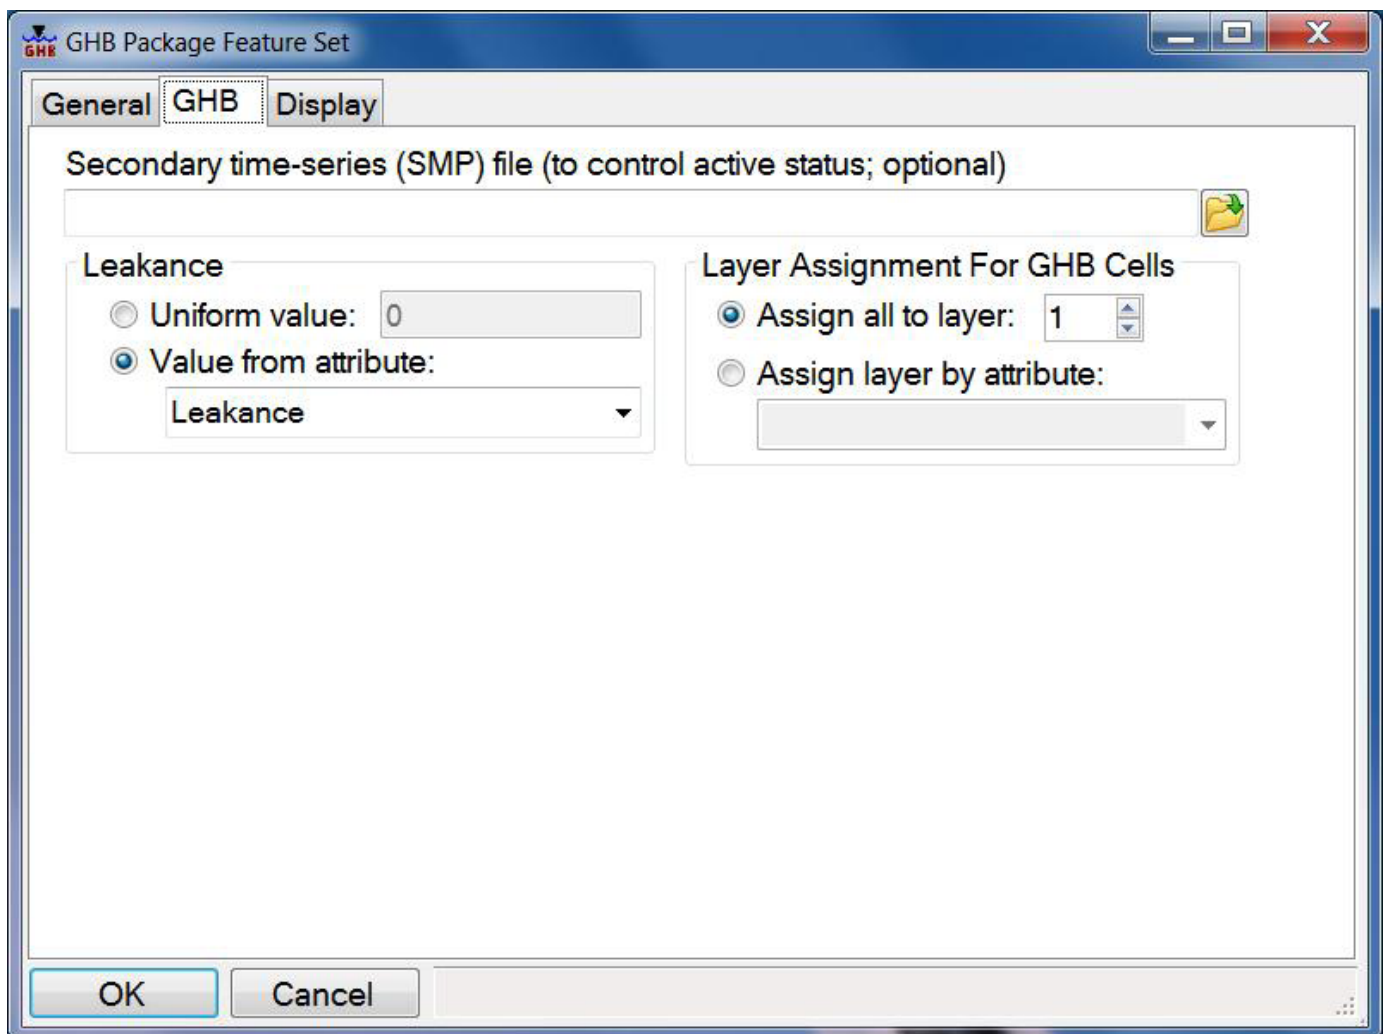 GHB GHB Package Feature Set
X
General GHB Display
Secondary time-series (SMP) file (to control active status; optional)
Leakance
Uniform value: 0
Value from attribute:
Leakance
Layer Assignment For GHB Cells
Assign all to layer: 1
Assign layer by attribute:
OK Cancel